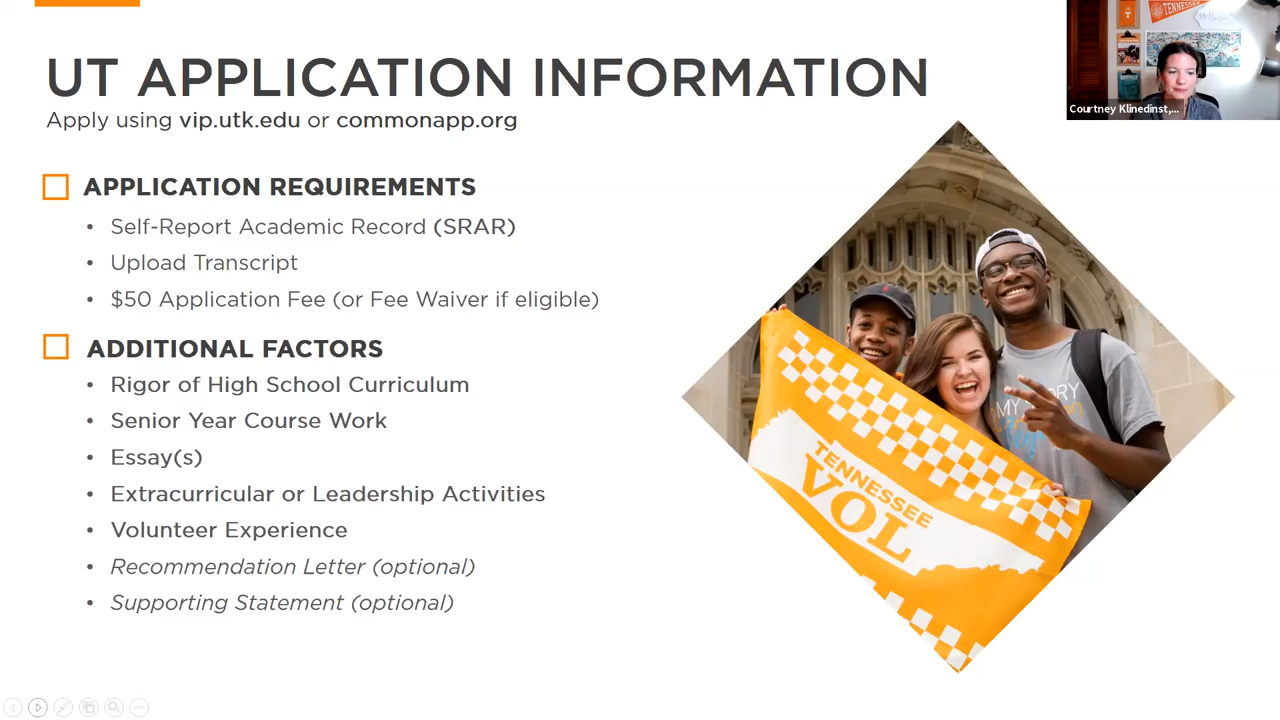 UT APPLICATION INFORMATION
Apply using vip.utk.edu or commonapp.org
APPLICATION REQUIREMENTS
• Self-Report Academic Record (SRAR)
• Upload Transcript
• $50 Application Fee (or Fee Waiver if eligible)
ADDITIONAL FACTORS
• Rigor of High School Curriculum
• Senior Year Course Work
• Essay(s)
• Extracurricular or Leadership Activities
• Volunteer Experience
• Recommendation Letter (optional)
• Supporting Statement (optional)
TENNESSEE
Courtney Klinedinst,...
MY
TENNESSEE
VOL